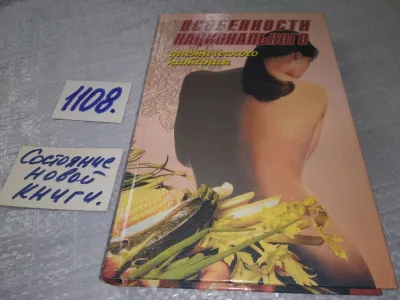 ОСОБЕННОСТИ
НАЦИОНАЛЬНОГО
диетического
питания
1108.
Состояние
новой
книги.